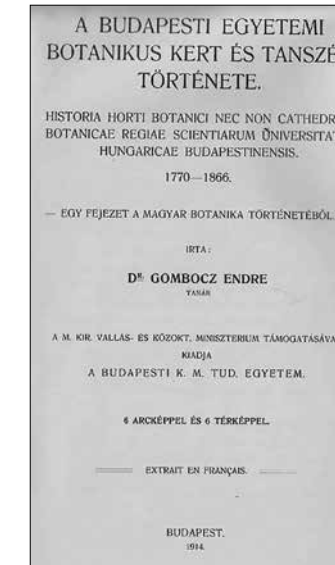 A BUDAPESTI EGYETEMI
BOTANIKUS KERT ÉS TANSZÉ
TÖRTÉNETE.
HISTORIA HORTI BOTANICI NEC NON CATHEDR
BOTANICAE REGIAE SCIENTIARUM ŨNIVERSITA
HUNGARICAE BUDAPESTINENSIS.
1770—1866.
— EGY FEJEZET A MAGYAR BOTANIKA TÖRTÉNETÉBŐL.
IRTA:
DR. GOMBOCZ ENDRE
TANÁR
A M. KIR. VALLÁS- ÉS KÖZOKT. MINISZTERIUM TÁMOGATÁSÁVA
KIADJA
A BUDAPESTI K. M. TUD. EGYETEM.
6 ARCKÉPPEL ÉS 6 TÉRKÉPPEL.
EXTRAIT EN FRANÇAIS.
BUDAPEST.
1914.